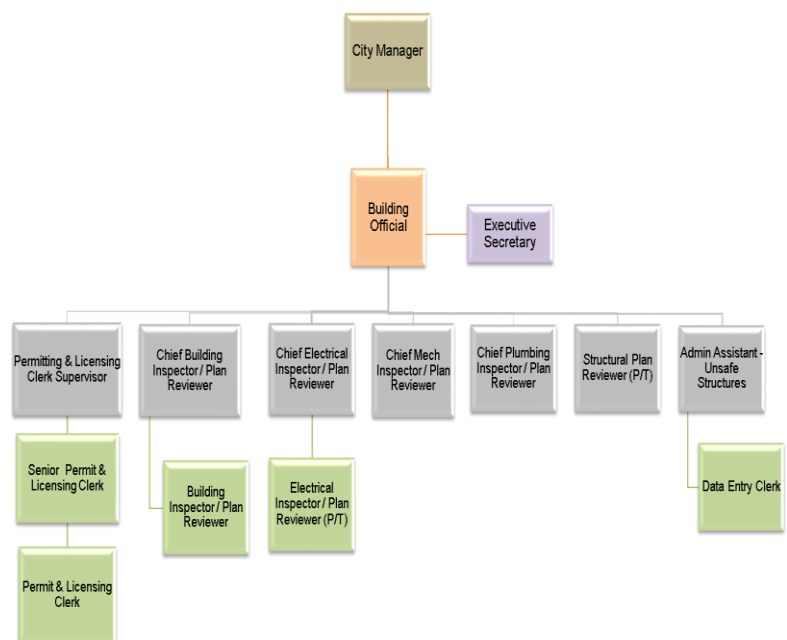 City Manager
Building
Official
Executive
Secretary
Permitting & Licensing
Clerk Supervisor
Chief Building
Inspector / Plan
Reviewer
Chief Electrical
Inspector / Plan
Reviewer
Chief Mech
Inspector / Plan
Reviewer
Chief Plumbing
Inspector / Plan
Reviewer
Structural Plan
Reviewer (P/T)
Admin Assistant -
Unsafe
Structures
Senior Permit &
Licensing Clerk
Building
Inspector / Plan
Reviewer
Electrical
Inspector / Plan
Reviewer (P/T)
Data Entry Clerk
Permit & Licensing
Clerk